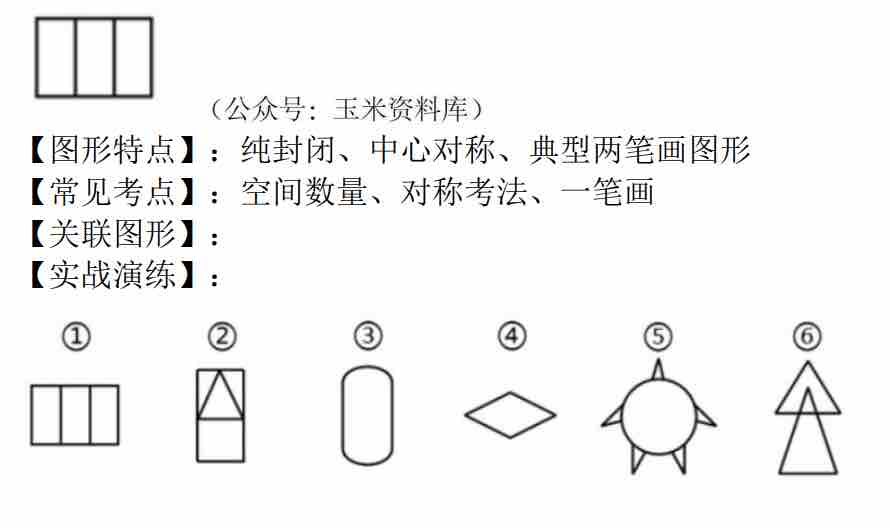 （公众号：玉米资料库）
【图形特点】：纯封闭、中心对称、典型两笔画图形
【常见考点】：空间数量、对称考法、一笔画
【关联图形】：
【实战演练】：
① ② ③ ④ ⑤ ⑥